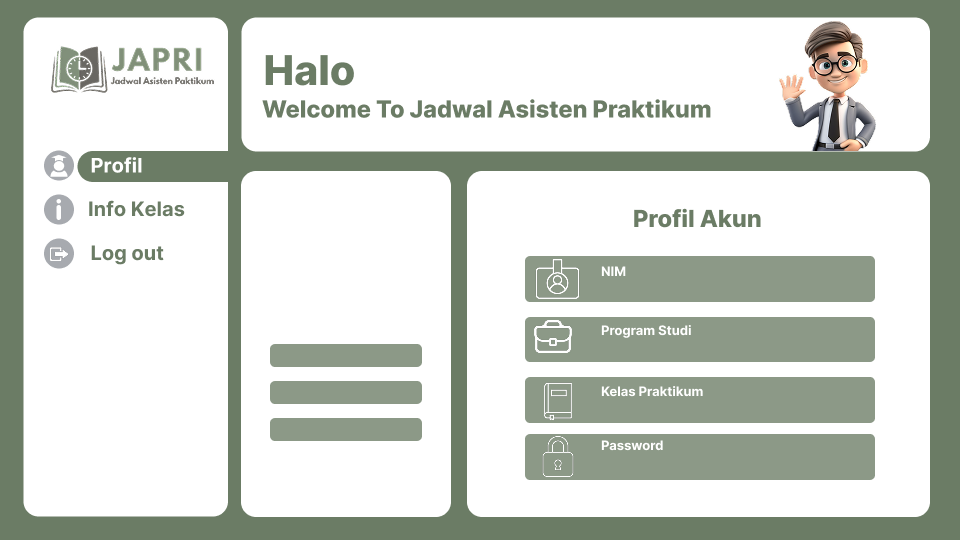 JAPRI
Jadwal Asisten Paktikum
Profil
Info Kelas
Log out
Halo
Welcome To Jadwal Asisten Praktikum
Profil Akun
NIM
Program Studi
Kelas Praktikum
Password